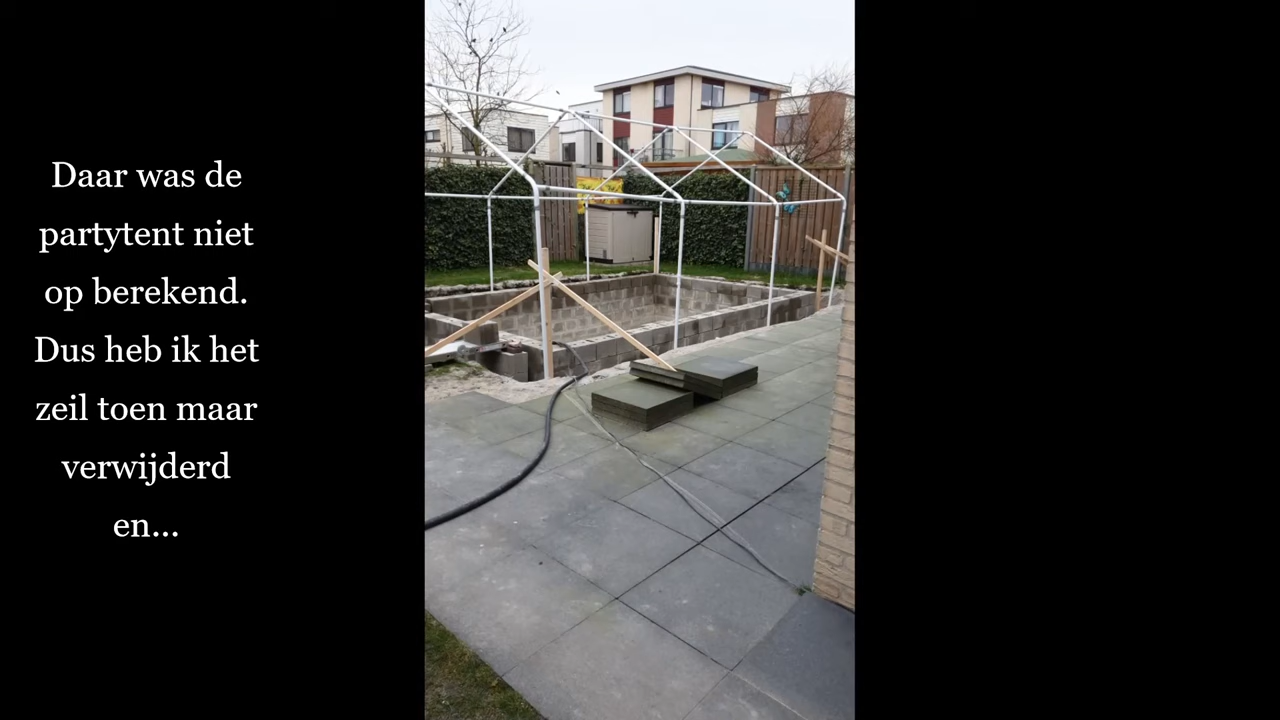 Daar was de
partytent niet
op berekend.
Dus heb ik het
zeil toen maar
verwijderd
en...